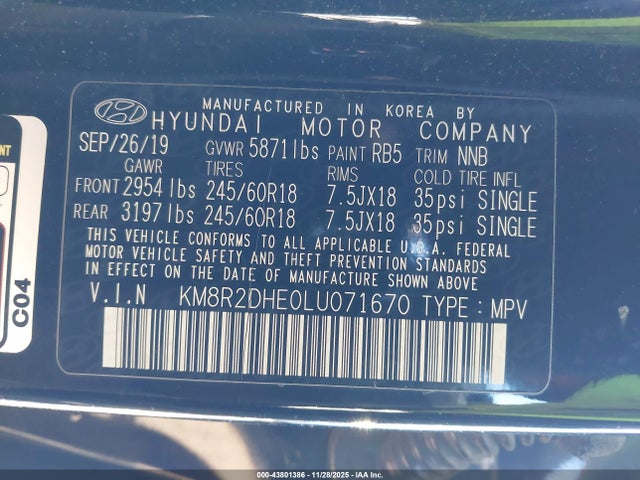 MANUFACTURED IN KOREA BY
HYUNDAI MOTOR COMPANY
SEP/26/19 GVWR 5871lbs PAINT RB5 TRIM NNB
GAWR TIRES RIMS COLD TIRE INFL
FRONT 2954 lbs 245/60R18 7.5JX18 35psi SINGLE
REAR 3197 lbs 245/60R18 7.5JX18 35psi SINGLE
THIS VEHICLE CONFORMS TO ALL APPLICABLE U.S.A. FEDERAL
MOTOR VEHICLE SAFETY AND THEFT PREVENTION STANDARDS
IN EFFECT ON THE DATE OF MANUFACTURE SHOWN ABOVE.
V.I.N KM8R2DHE0LU071670 TYPE : MPV
C04
000-43801386 - 11/28/2025 - IAA Inc.